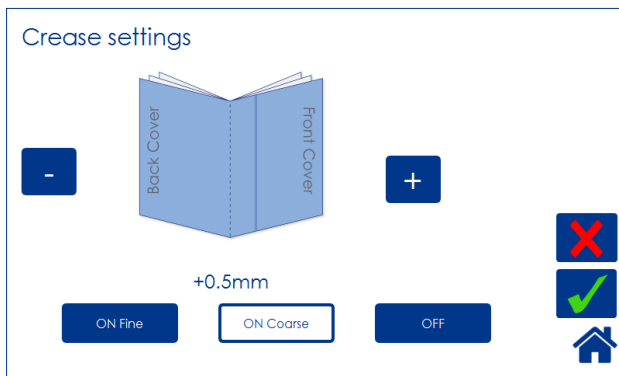 Crease settings
Back Cover
Front Cover
-
+
+0.5mm
ON Fine
ON Coarse
OFF